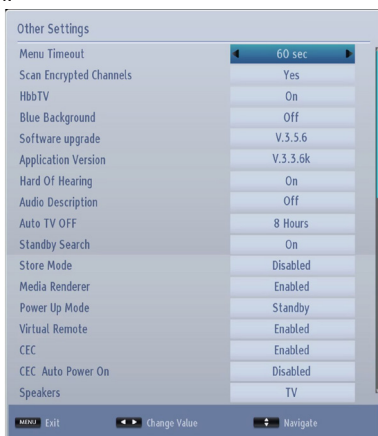 Other Settings
Menu Timeout 60 sec
Scan Encrypted Channels Yes
HbbTV On
Blue Background Off
Software upgrade V.3.5.6
Application Version V.3.3.6k
Hard Of Hearing On
Audio Description Off
Auto TV OFF 8 Hours
Standby Search On
Store Mode Disabled
Media Renderer Enabled
Power Up Mode Standby
Virtual Remote Enabled
CEC Enabled
CEC Auto Power On Disabled
Speakers TV
MENU Exit Change Value Navigate